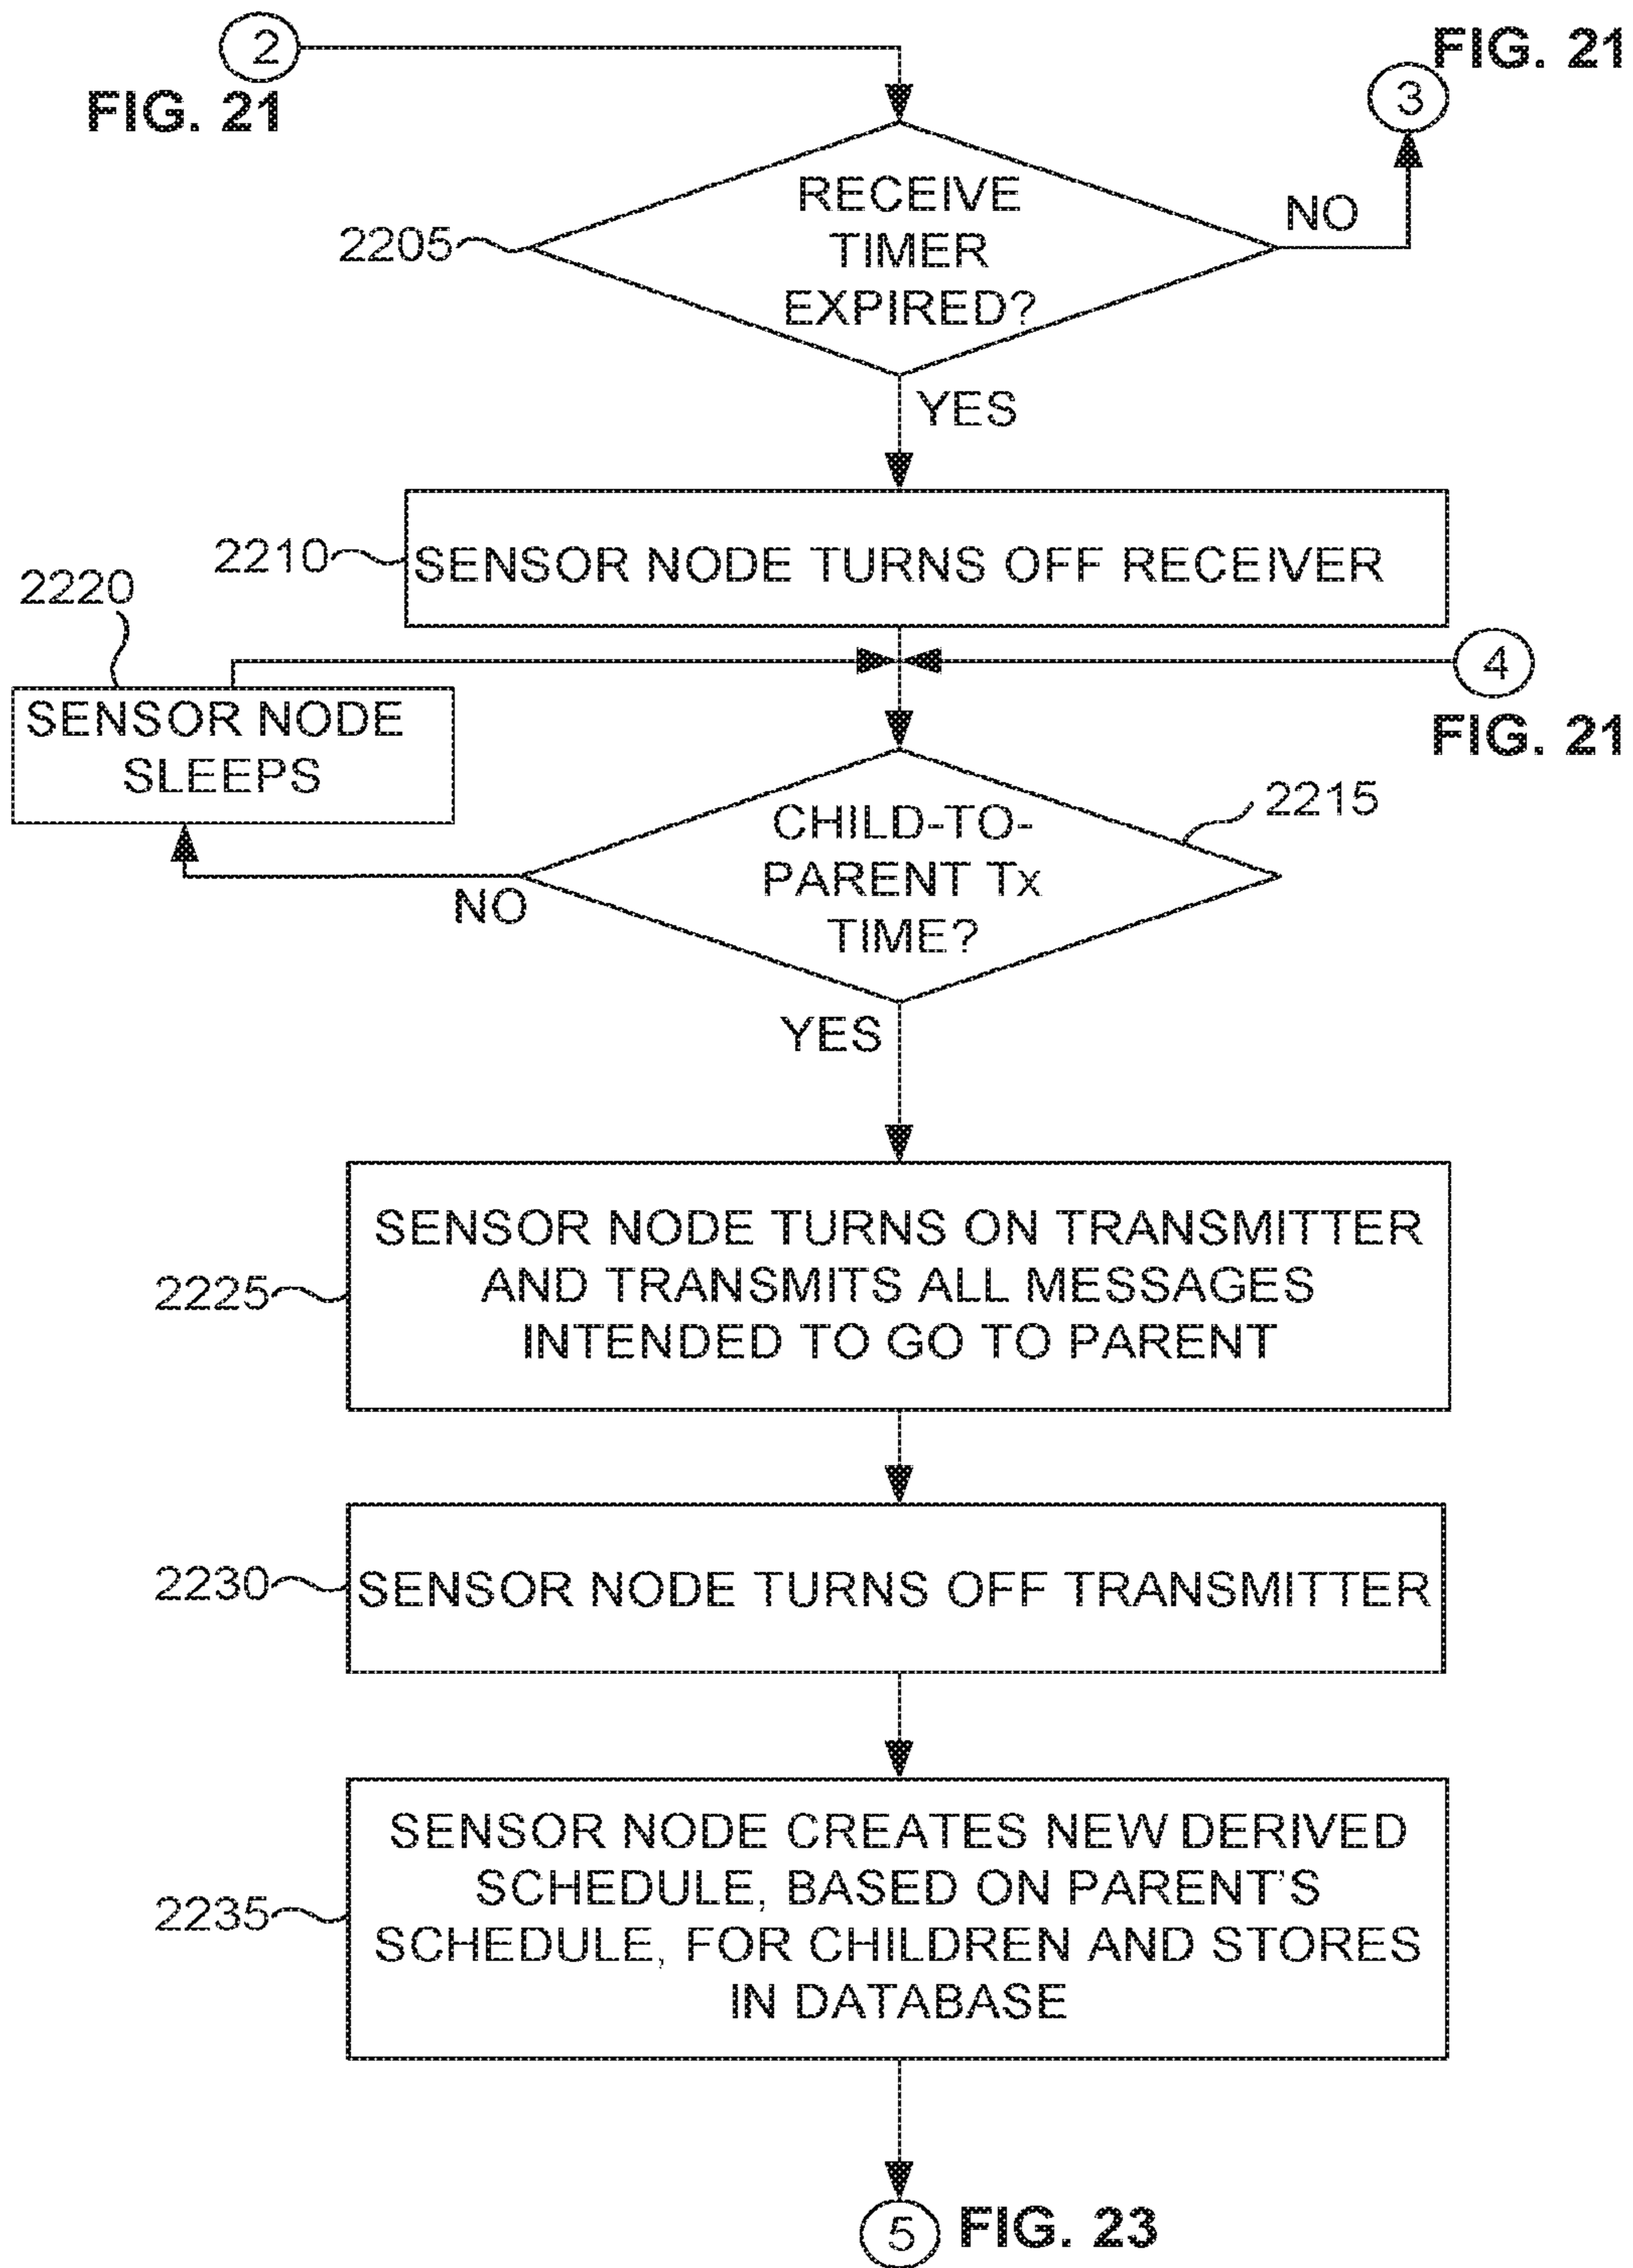 2
FIG. 21
FIG. 21
3
RECEIVE
TIMER
EXPIRED?
NO
2205
YES
2210
SENSOR NODE TURNS OFF RECEIVER
2220
SENSOR NODE
SLEEPS
4
FIG. 21
2215
CHILD-TO-
PARENT Tx
TIME?
NO
YES
2225
SENSOR NODE TURNS ON TRANSMITTER
AND TRANSMITS ALL MESSAGES
INTENDED TO GO TO PARENT
2230
SENSOR NODE TURNS OFF TRANSMITTER
2235
SENSOR NODE CREATES NEW DERIVED
SCHEDULE, BASED ON PARENT'S
SCHEDULE, FOR CHILDREN AND STORES
IN DATABASE
5
FIG. 23